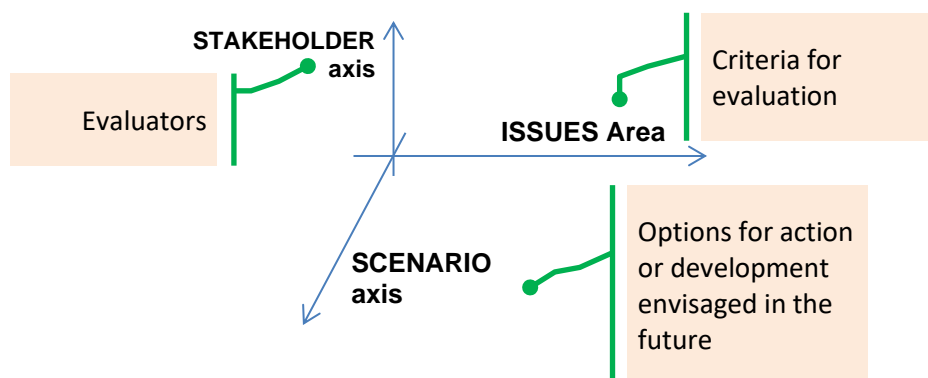 STAKEHOLDER
axis
Evaluators
Criteria for
evaluation
ISSUES Area
SCENARIO
axis
Options for action
or development
envisaged in the
future